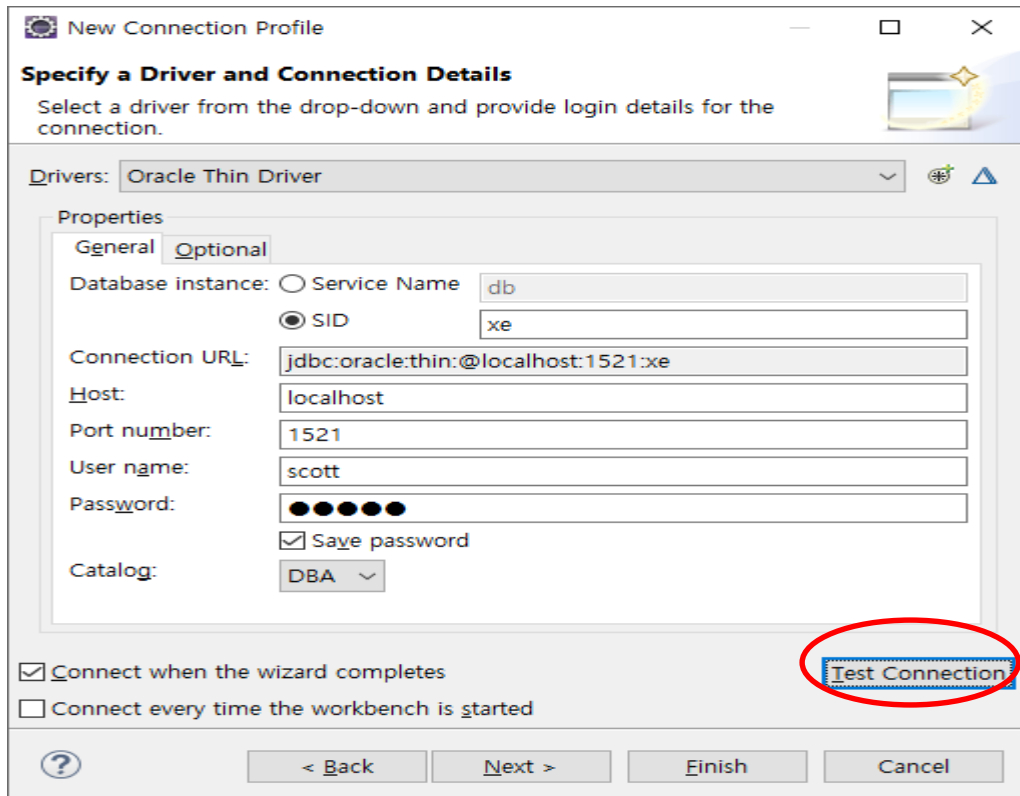 New Connection Profile
Specify a Driver and Connection Details
Select a driver from the drop-down and provide login details for the
connection.
Drivers: Oracle Thin Driver
Properties
General Optional
Database instance: Service Name db
SID xe
Connection URL: jdbc:oracle:thin:@localhost:1521:xe
Host: localhost
Port number: 1521
User name: scott
Password: ●●●●●
Save password
Catalog: DBA
Connect when the wizard completes Test Connection
Connect every time the workbench is started
? < Back Next > Finish Cancel